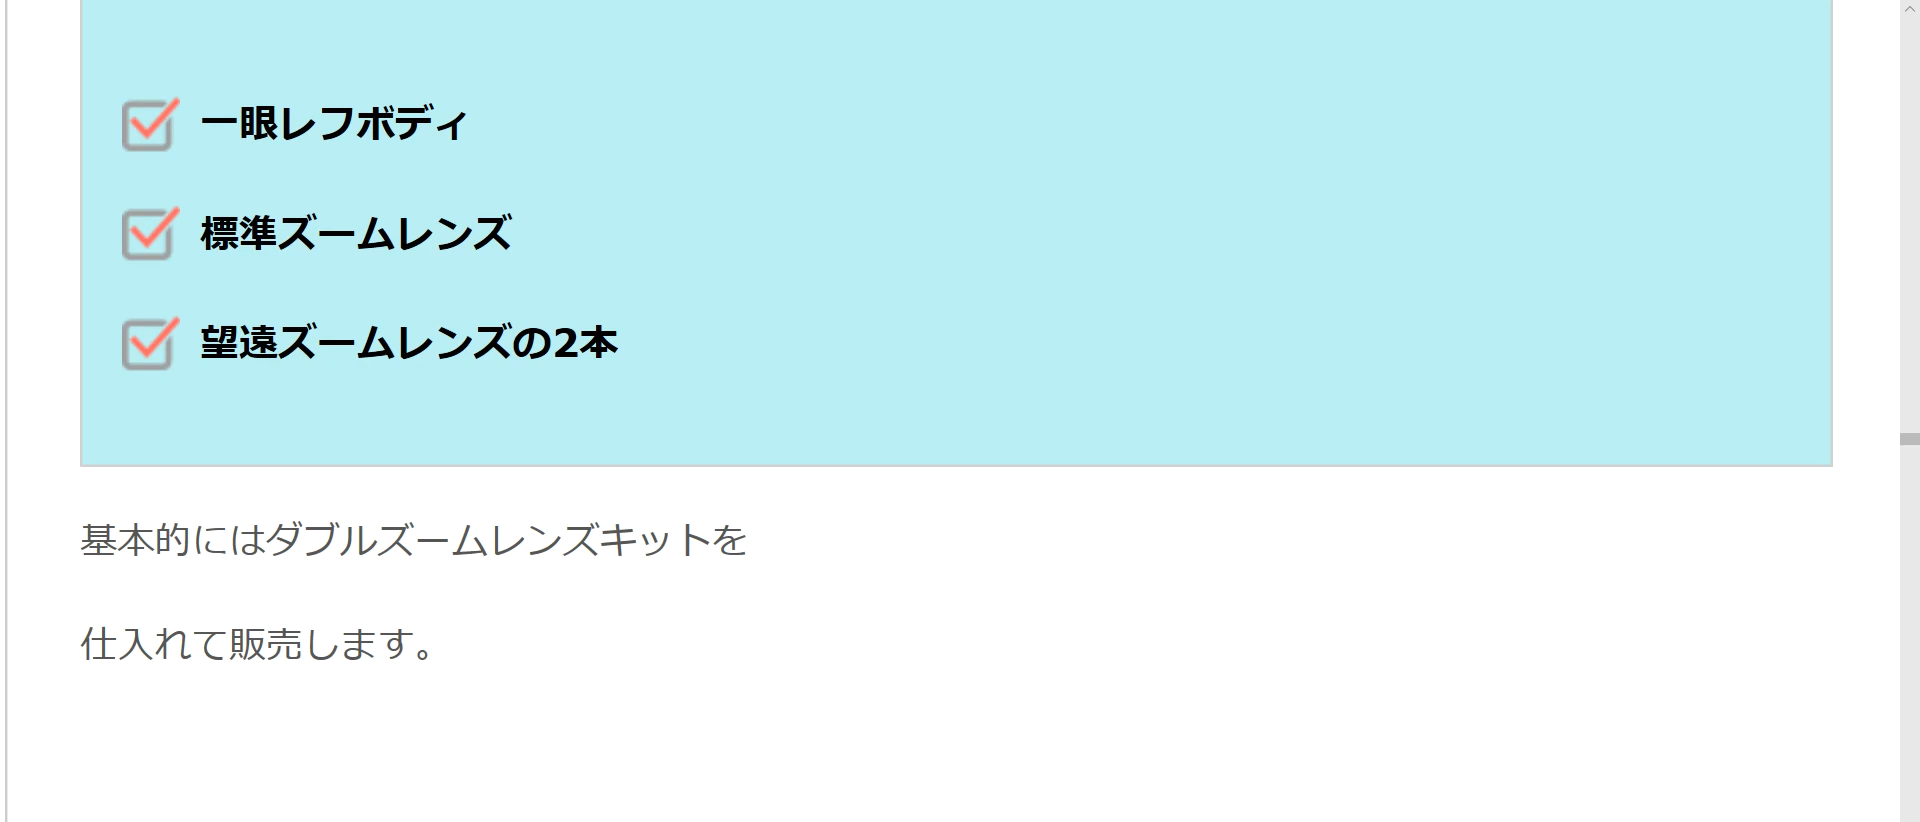 一眼レフボディ
標準ズームレンズ
望遠ズームレンズの2本
基本的にはダブルズームレンズキットを
仕入れて販売します。